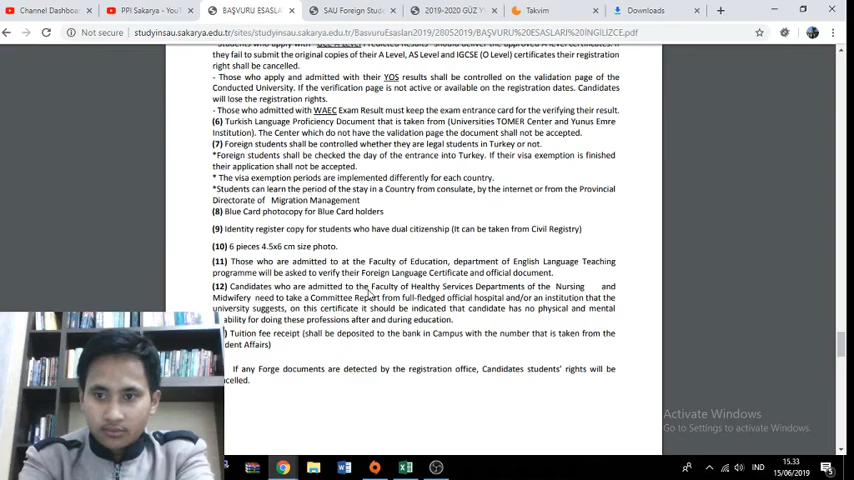 Channel Dashboa
PPI Sakarya - YouT
BAŞVURU ESASLA
SAU Foreign Stude
2019-2020 GÜZ Y
Takvim
Downloads
Not secure
studyinsau.sakarya.edu.tr/sites/studyinsau.sakarya.edu.tr/BasvuruEsaslari2019/28052019/BAŞVURU%20ESASLARI%20İNGİLİZCE.pdf
they fail to submit the original copies of their A Level, AS Level and IGCSE (O Level) certificates their registration
right shall be cancelled.
- Those who apply and admitted with their YOS results shall be controlled on the validation page of the
Conducted University. If the verification page is not active or available on the registration dates. Candidates
will lose the registration rights.
- Those who admitted with WAEC Exam Result must keep the exam entrance card for the verifying their result.
(6) Turkish Language Proficiency Document that is taken from (Universities TOMER Center and Yunus Emre
Institution). The Center which do not have the validation page the document shall not be accepted.
(7) Foreign students shall be controlled whether they are legal students in Turkey or not.
*Foreign students shall be checked the day of the entrance into Turkey. If their visa exemption is finished
their application shall not be accepted.
* The visa exemption periods are implemented differently for each country.
*Students can learn the period of the stay in a Country from consulate, by the internet or from the Provincial
Directorate of Migration Management
(8) Blue Card photocopy for Blue Card holders
(9) Identity register copy for students who have dual citizenship (It can be taken from Civil Registry)
(10) 6 pieces 4.5x6 cm size photo.
(11) Those who admitted to at the Faculty of Education, department of English Language Teaching
programme will be asked to verify their Foreign Language Certificate and official document.
(12) Candidates who are admitted to the Faculty of Healthy Services Departments of the Nursing and
Midwifery need to take a Committee Report from full-fledged official hospital and/or an institution that the
university suggests, on this certificate it should be indicated that candidate has no physical and mental
ability for doing these professions after and during education.
) Tuition fee receipt (shall be deposited to the bank in Campus with the number that is taken from the
dent Affairs)
If any Forge documents are detected by the registration office, Candidates students' rights will be
celled.
Activate Windows
Go to Settings to activate Windows.
IND
15.33
15/06/2019